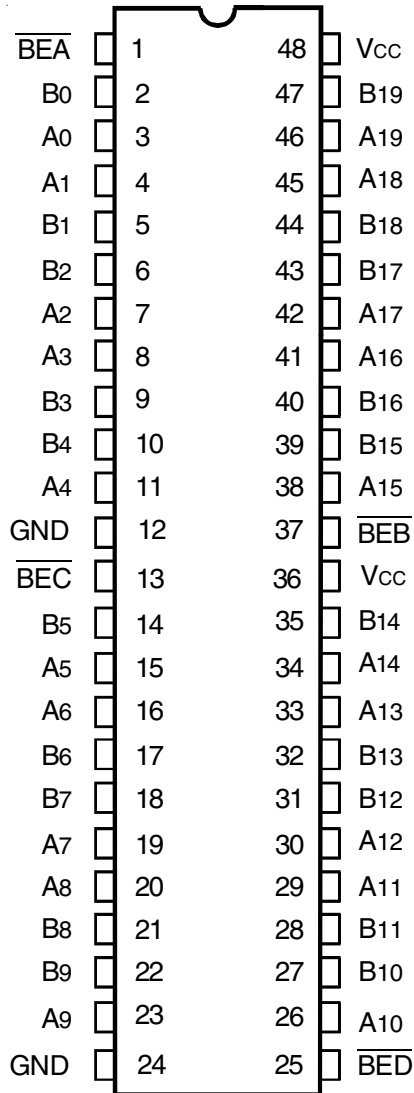 BEA 1 48 VCC
B0 2 47 B19
A0 3 46 A19
A1 4 45 A18
B1 5 44 B18
B2 6 43 B17
A2 7 42 A17
A3 8 41 A16
B3 9 40 B16
B4 10 39 B15
A4 11 38 A15
GND 12 37 BEB
BEC 13 36 VCC
B5 14 35 B14
A5 15 34 A14
A6 16 33 A13
B6 17 32 B13
B7 18 31 B12
A7 19 30 A12
A8 20 29 A11
B8 21 28 B11
B9 22 27 B10
A9 23 26 A10
GND 24 25 BED